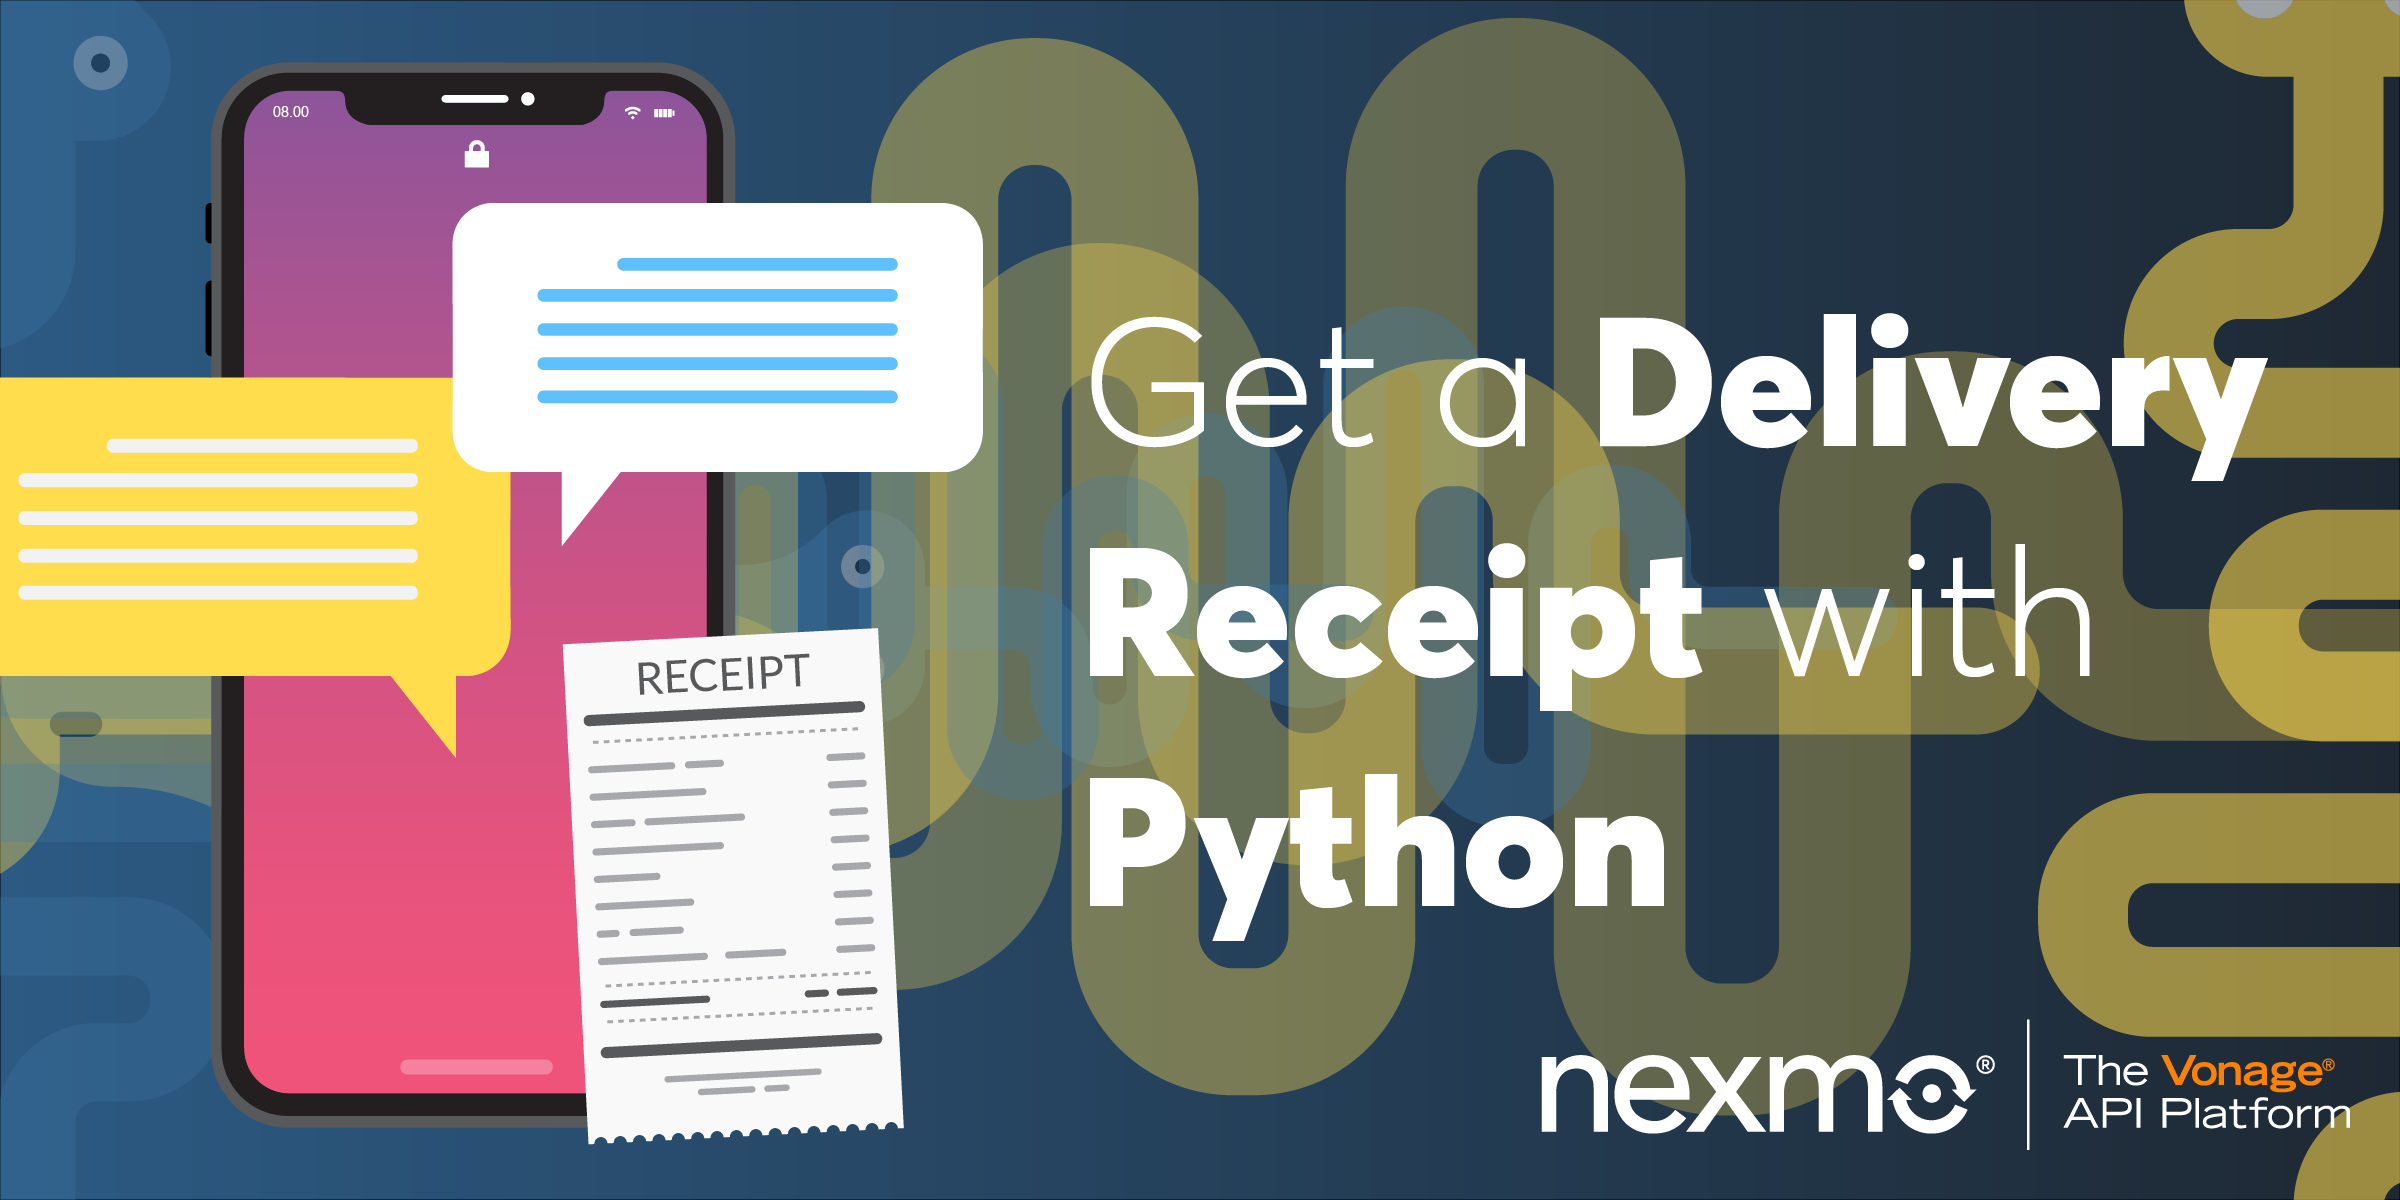 08.00
Get a Delivery
Receipt with
Python
RECEIPT
nexmo®
The Vonage®
API Platform